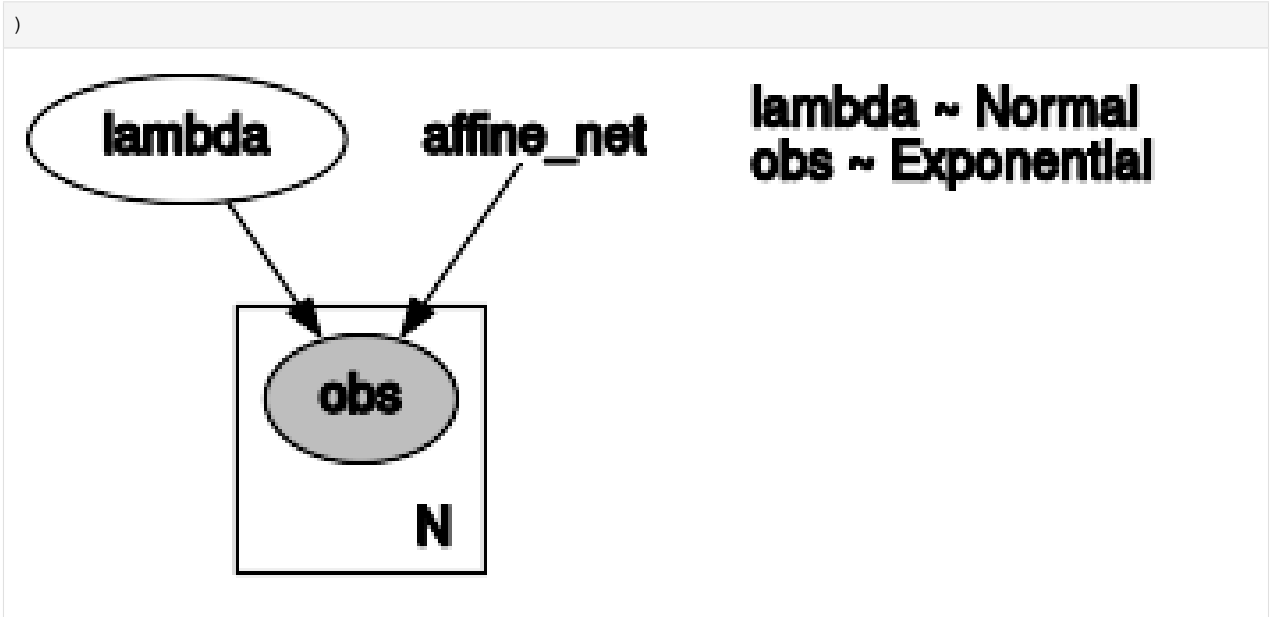 )
lambda
affine_net
lambda ~ Normal
obs ~ Exponential
obs
N